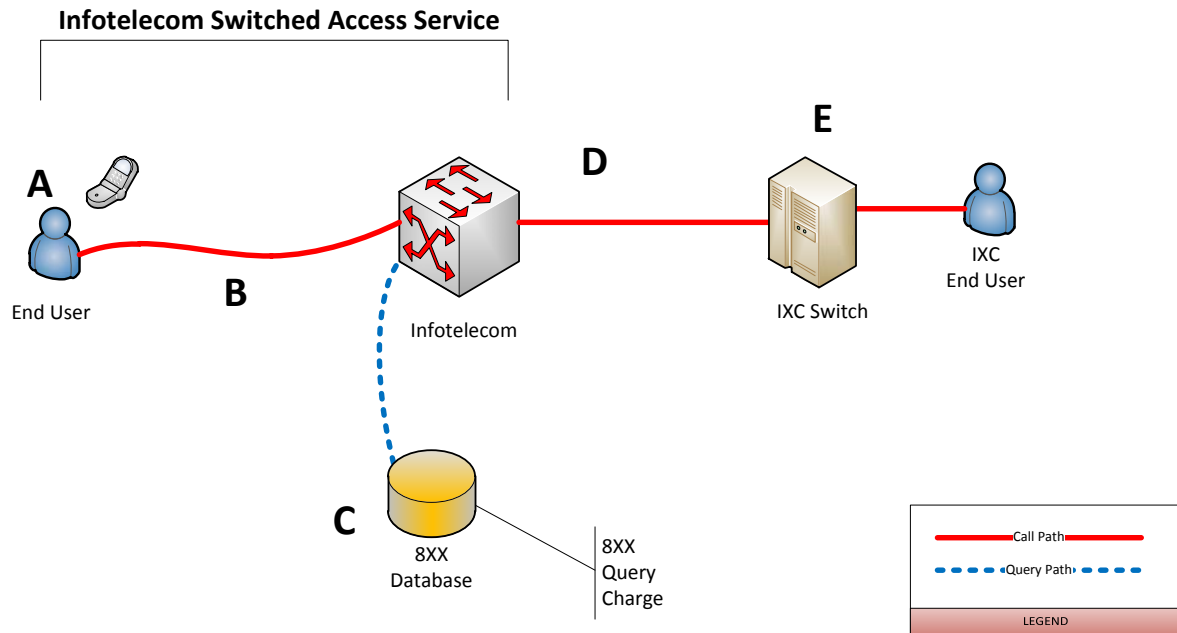 Infotelecom Switched Access Service
A
B
C
D
E
End User
Infotelecom
IXC Switch
IXC
End User
8XX
Database
8XX
Query
Charge
Call Path
Query Path
LEGEND